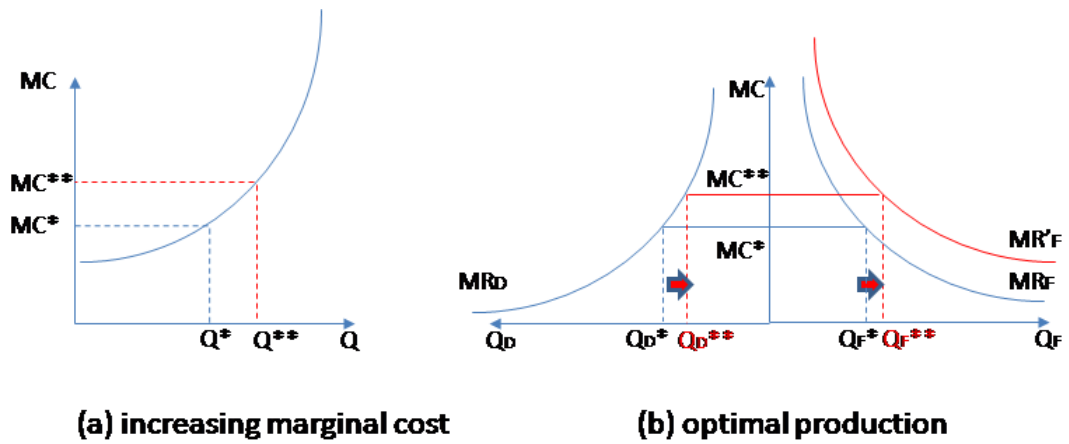 MC
MC**
MC*
Q*
Q**
Q
(a) increasing marginal cost
MC
MC**
MC*
MRD
MR'F
MRF
QD
QD*
QD**
QF*
QF**
QF
(b) optimal production